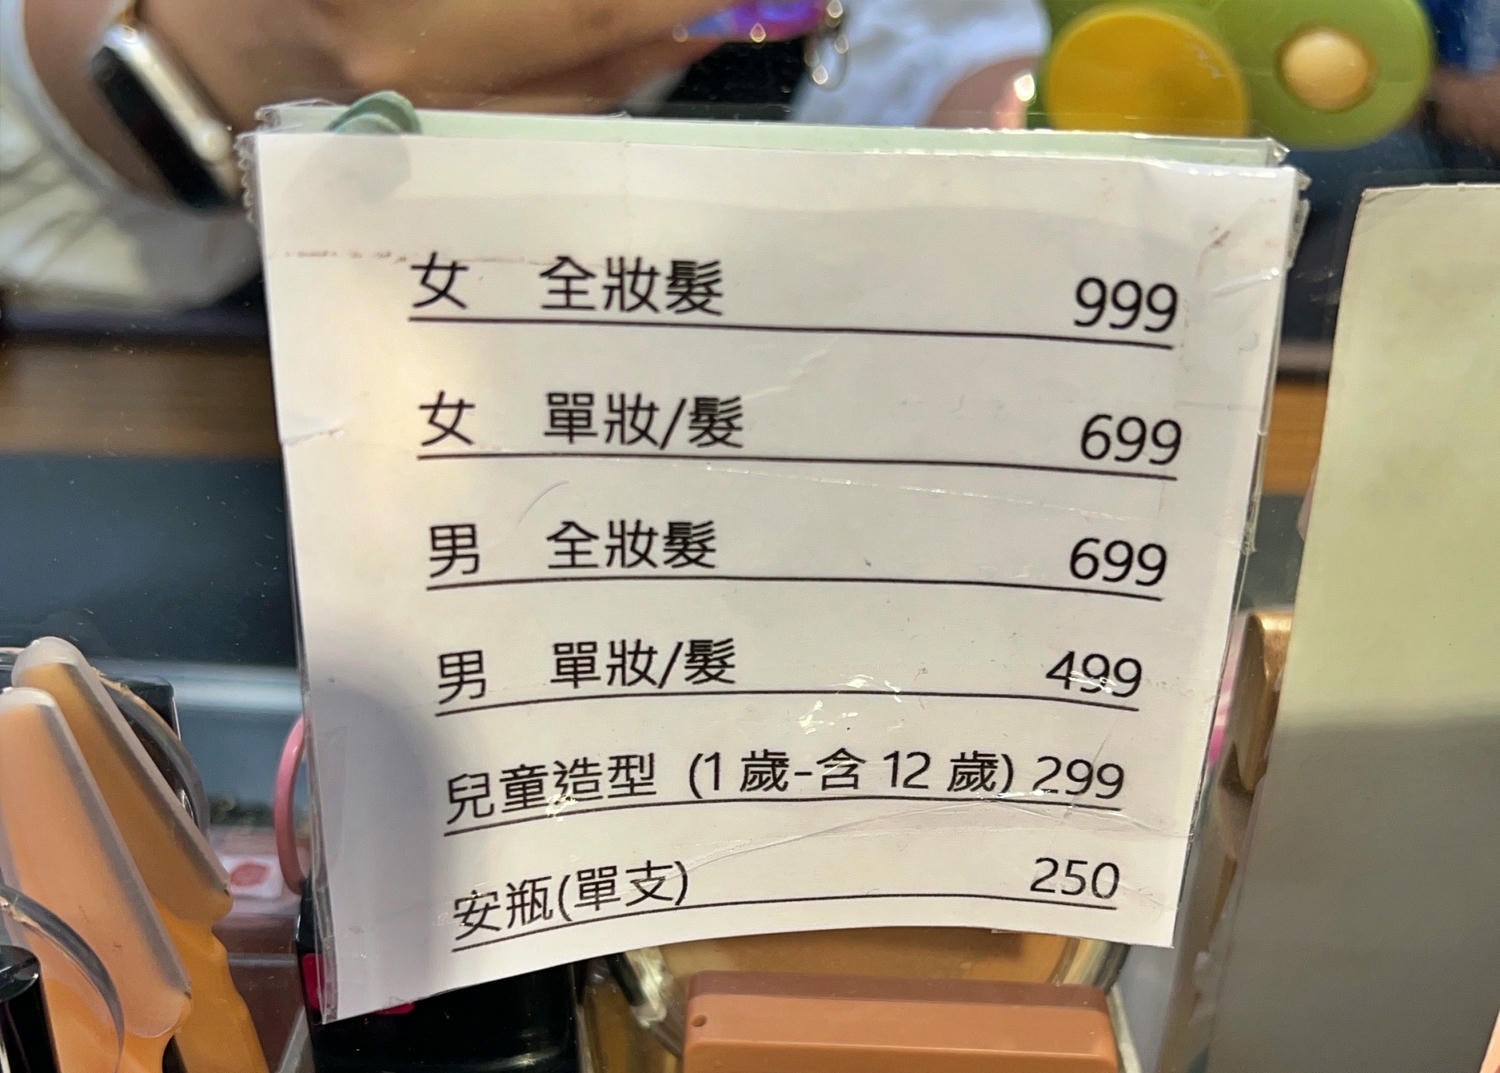 女 全妝髮 999
女 單妝/髮 699
男 全妝髮 699
男 單妝/髮 499
兒童造型 (1 歲-含 12 歲) 299
安瓶(單支) 250